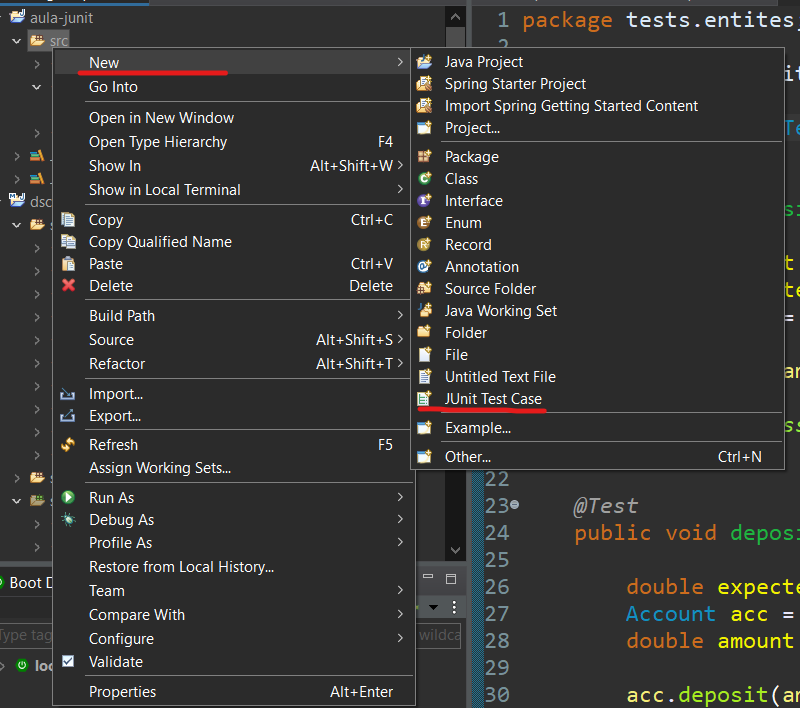 aula-junit
src
New
Go Into
Open in New Window
Open Type Hierarchy F4
Show In Alt+Shift+W
Show in Local Terminal
Copy Ctrl+C
Copy Qualified Name
Paste Ctrl+V
Delete Delete
Build Path
Source Alt+Shift+S
Refactor Alt+Shift+T
Import...
Export...
Refresh F5
Assign Working Sets...
Run As
Debug As
Profile As
Restore from Local History...
Team
Compare With
Configure
Validate
Properties Alt+Enter
Java Project
Spring Starter Project
Import Spring Getting Started Content
Project...
Package
Class
Interface
Enum
Record
Annotation
Source Folder
Java Working Set
Folder
File
Untitled Text File
JUnit Test Case
Example...
Other... Ctrl+N
dsc
Boot D
Type tag
wildca
loc
1 package tests.entites;
2
22
23 @Test
24 public void deposi
25
26 double expecte
27 Account acc =
28 double amount
29
30 acc.deposit(am